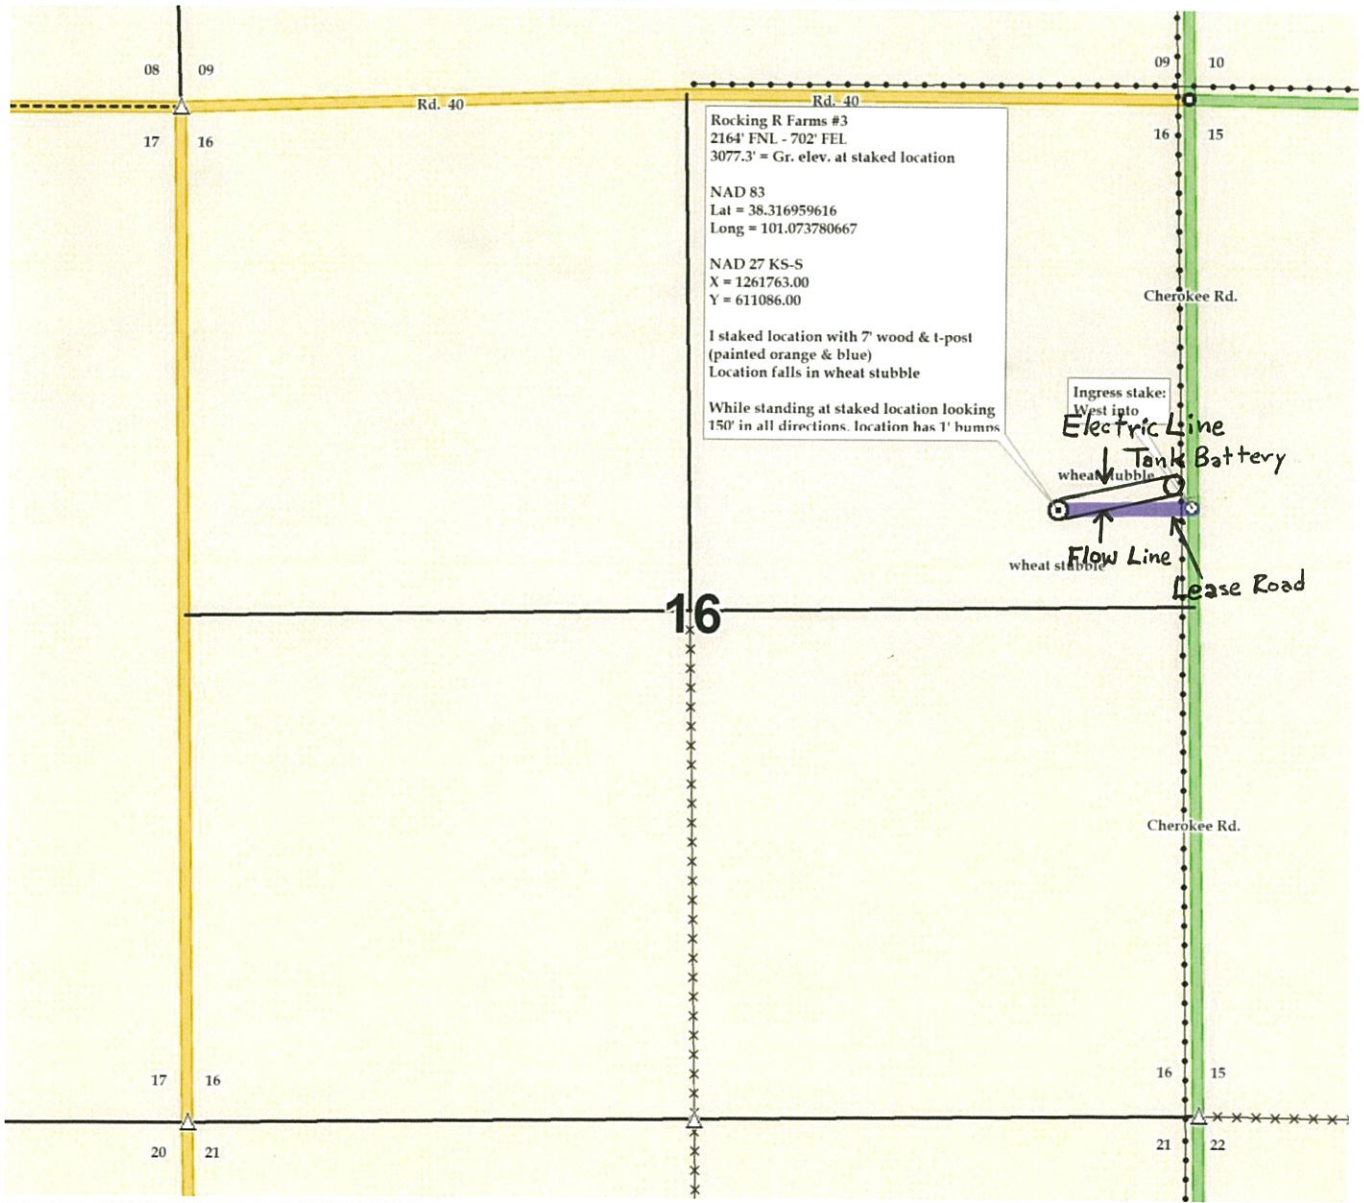 08 09
09 10
Rd. 40
Rd. 40
17 16
16 15
Rocking R Farms #3
2164' FNL - 702' FEL
3077.3' = Gr. elev. at staked location
NAD 83
Lat = 38.316959616
Long = 101.073780667
NAD 27 KS-S
X = 1261763.00
Y = 611086.00
I staked location with 7' wood & t-post
(painted orange & blue)
Location falls in wheat stubble
While standing at staked location looking
150' in all directions, location has 1' bumps
Cherokee Rd.
Ingress stake:
West into
Electric Line
Tank Battery
wheat stubble
Flow Line
wheat stubble
Lease Road
16
Cherokee Rd.
17 16
16 15
20 21
21 22